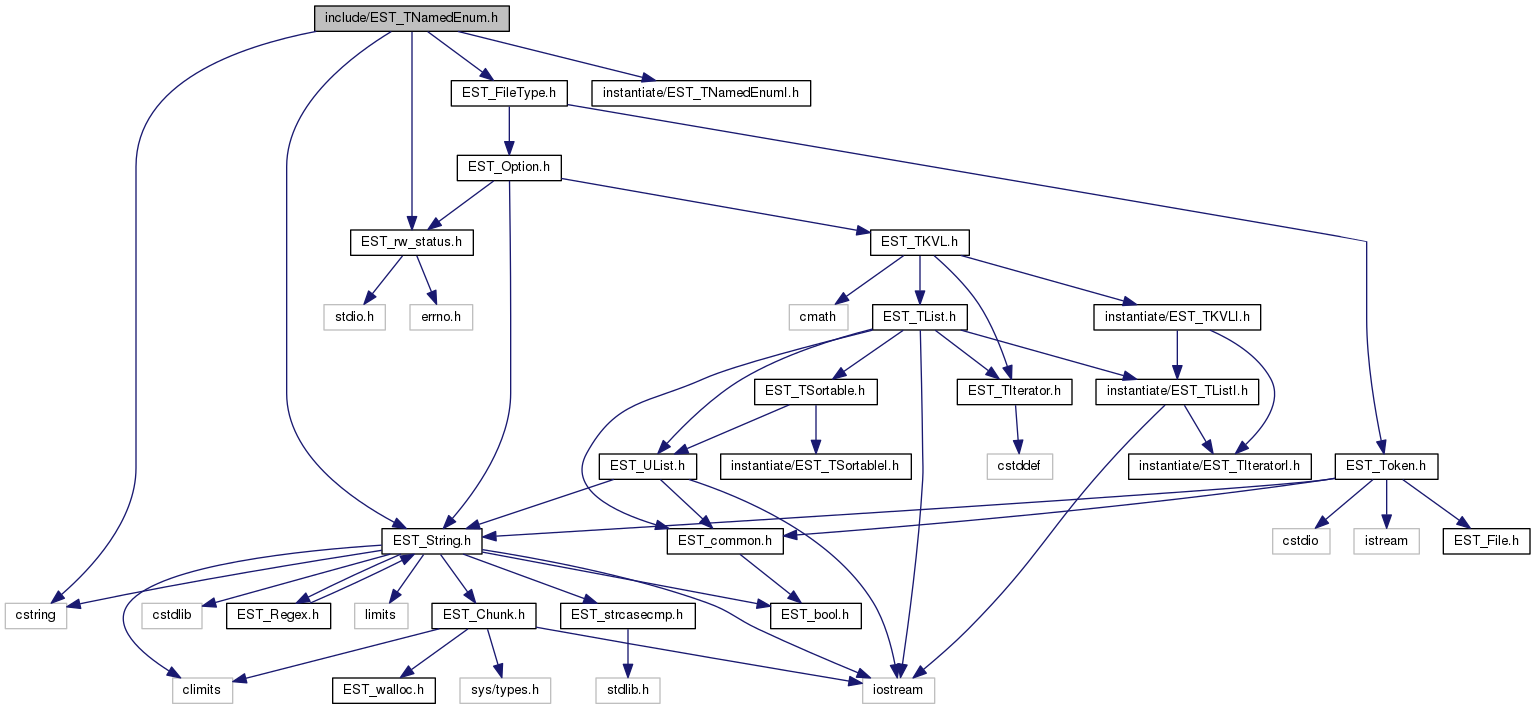 include/EST_TNamedEnum.h
EST_FileType.h
instantiate/EST_TNamedEnumI.h
EST_Option.h
EST_rw_status.h
EST_TKVL.h
stdio.h
errno.h
cmath
EST_TList.h
instantiate/EST_TKVLI.h
EST_TSortable.h
EST_TIterator.h
instantiate/EST_TListI.h
EST_UList.h
instantiate/EST_TSortableI.h
cstddef
instantiate/EST_TIteratorI.h
EST_Token.h
EST_String.h
EST_common.h
cstdio
istream
EST_File.h
cstring
cstdlib
EST_Regex.h
limits
EST_Chunk.h
EST_strcasecmp.h
EST_bool.h
climits
EST_walloc.h
sys/types.h
stdlib.h
iostream